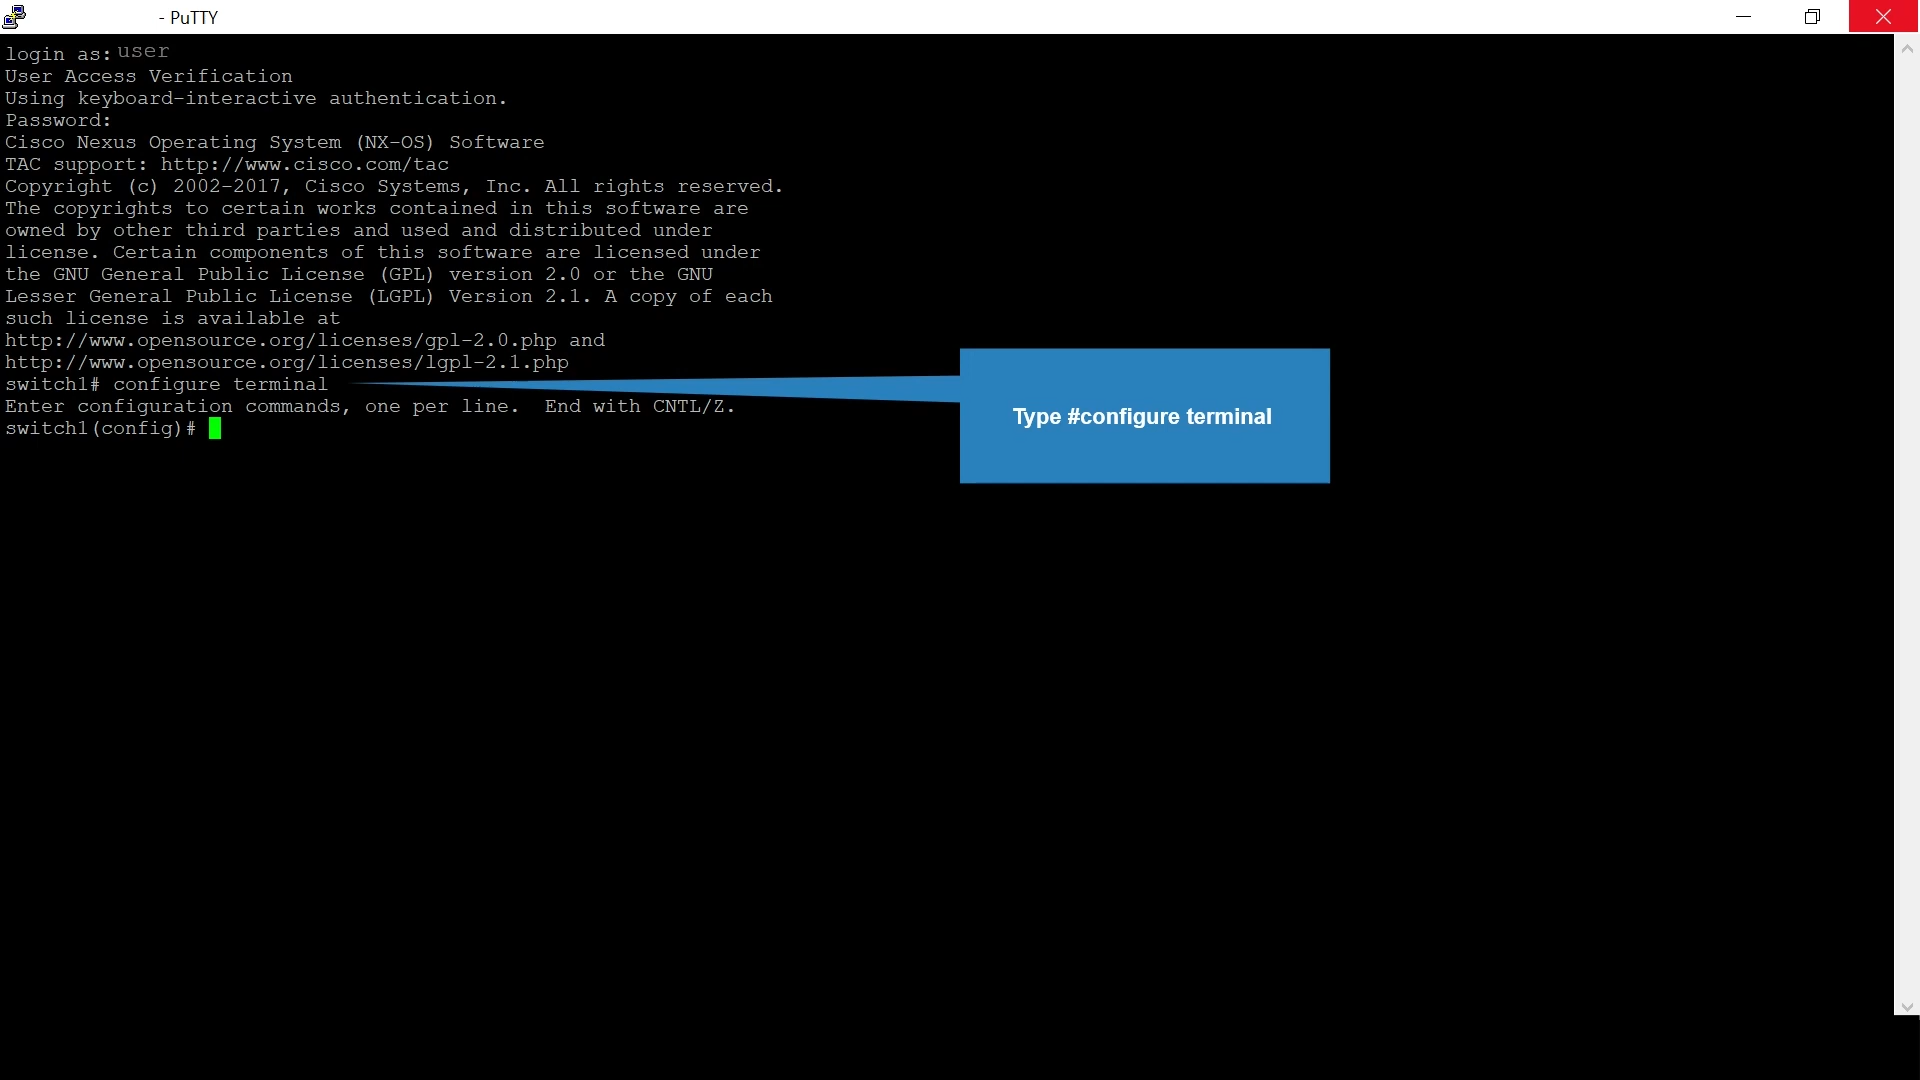 - PuTTY
login as: user
User Access Verification
Using keyboard-interactive authentication.
Password:
Cisco Nexus Operating System (NX-OS) Software
TAC support: http://www.cisco.com/tac
Copyright (c) 2002-2017, Cisco Systems, Inc. All rights reserved.
The copyrights to certain works contained in this software are
owned by other third parties and used and distributed under
license. Certain components of this software are licensed under
the GNU General Public License (GPL) version 2.0 or the GNU
Lesser General Public License (LGPL) Version 2.1. A copy of each
such license is available at
http://www.opensource.org/licenses/gpl-2.0.php and
http://www.opensource.org/licenses/lgpl-2.1.php
switch1# configure terminal
Enter configuration commands, one per line.  End with CNTL/Z.
switch1(config)#
Type #configure terminal